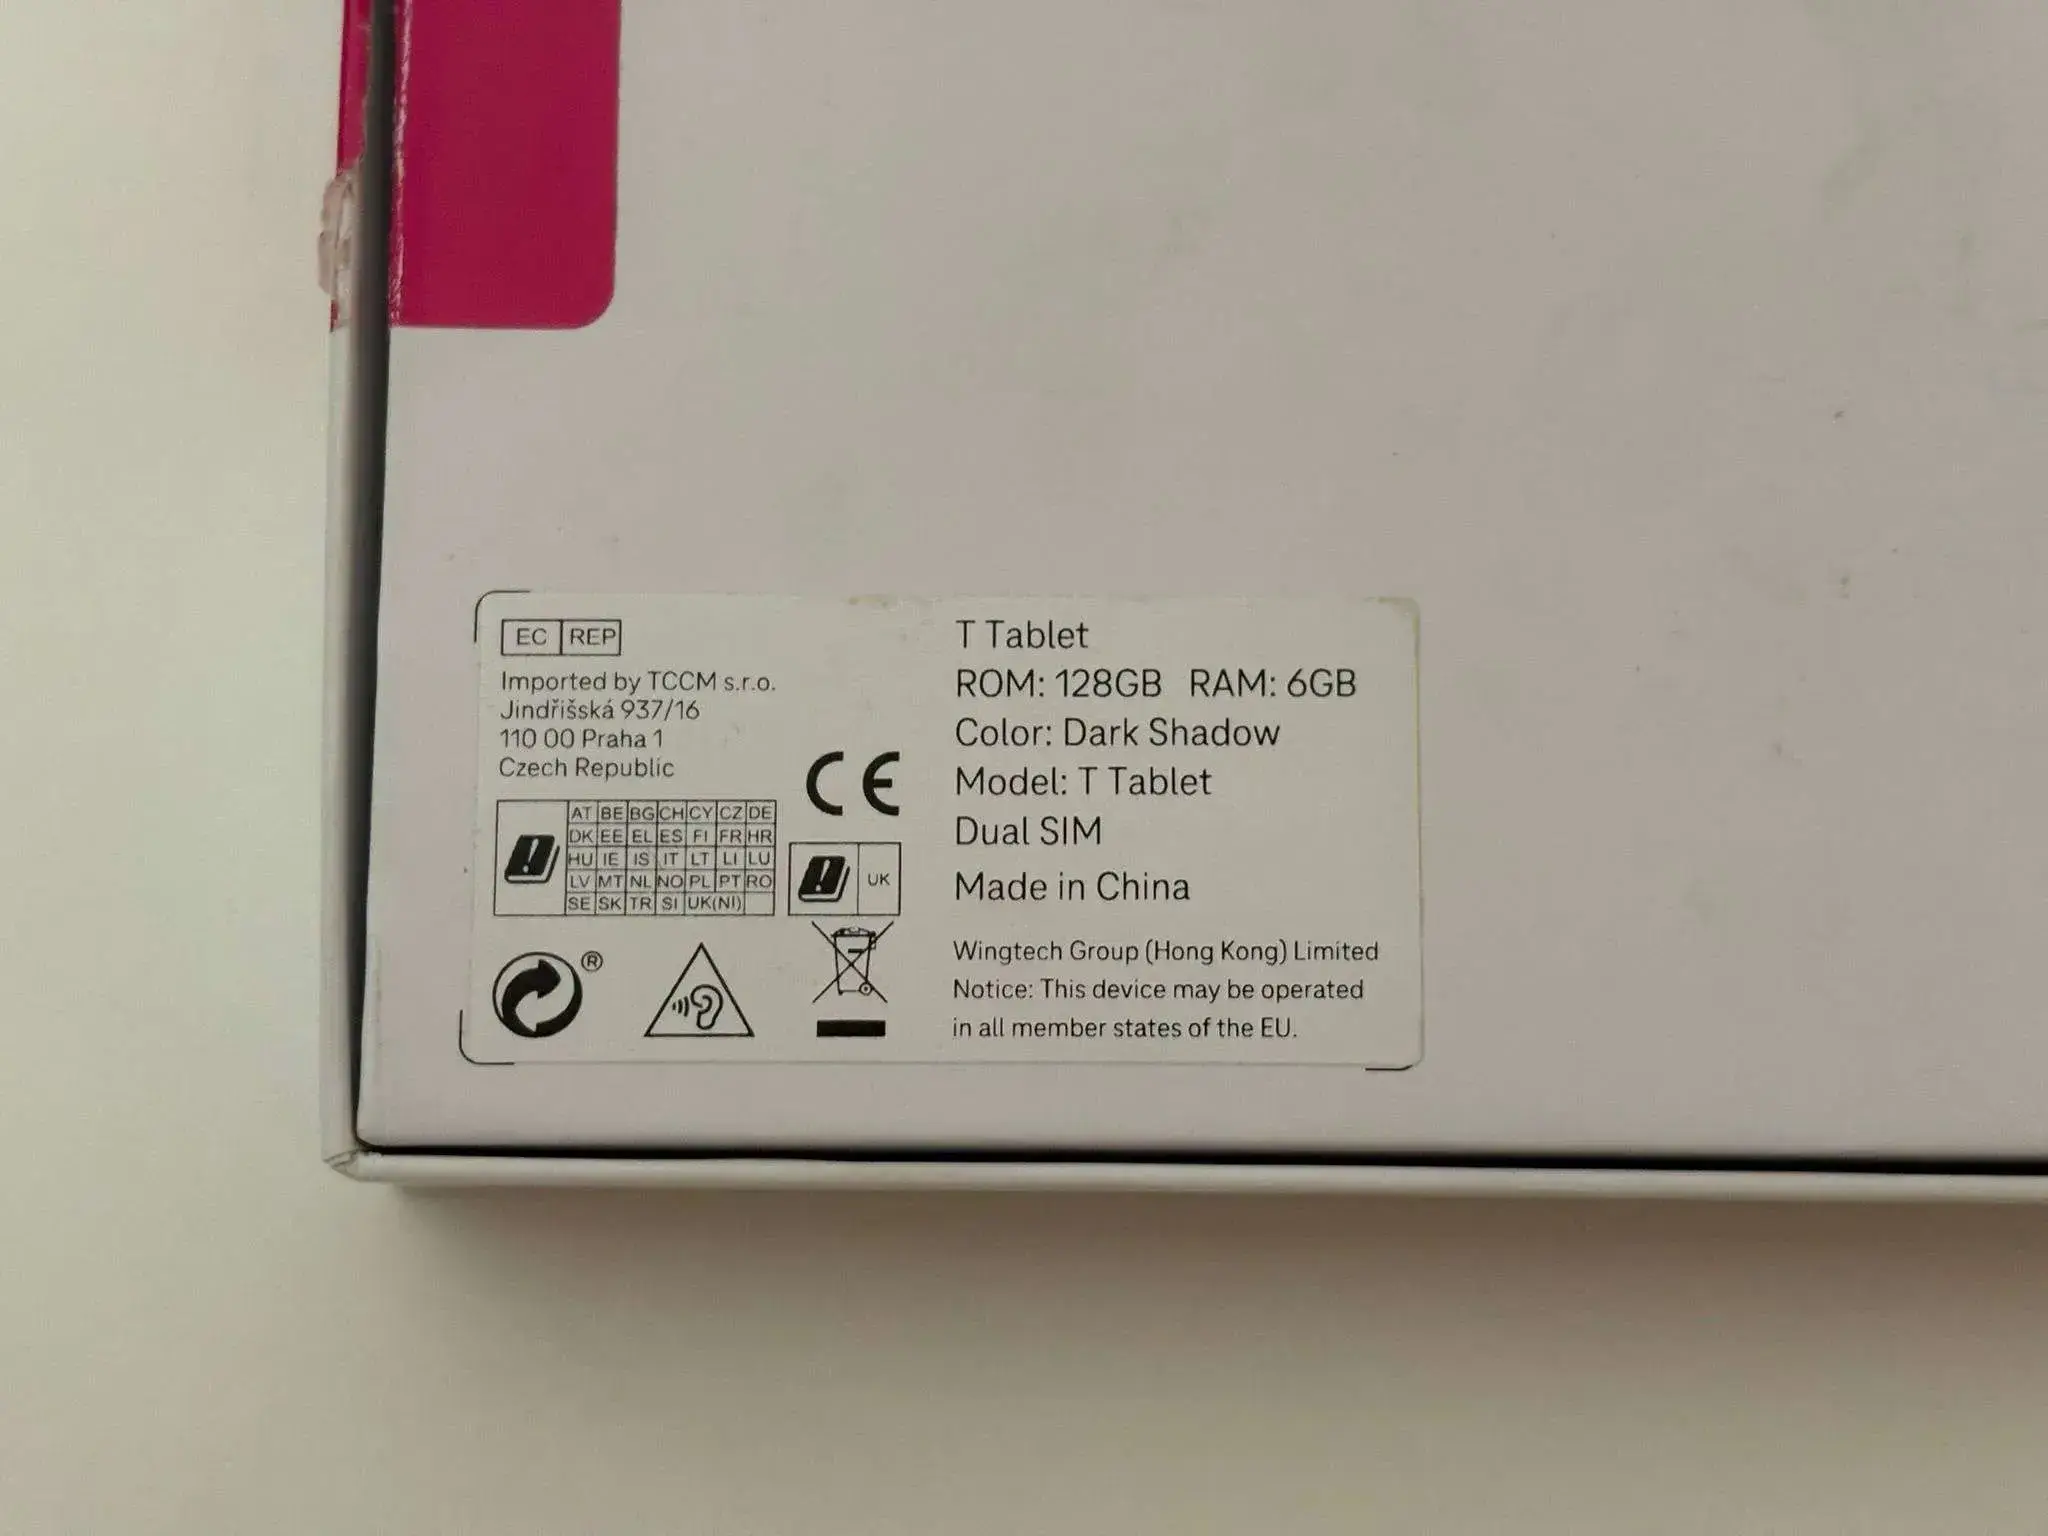 EC REP
Imported by TCCM s.r.o.
Jindřišská 937/16
110 00 Praha 1
Czech Republic
CE
AT BE BG CH CY CZ DE
DK EE EL ES FI FR HR
HU IE IS IT LT LI LU
LV MT NL NO PL PT RO
SE SK TR SI UK(NI)
UK
®
T Tablet
ROM: 128GB RAM: 6GB
Color: Dark Shadow
Model: T Tablet
Dual SIM
Made in China
Wingtech Group (Hong Kong) Limited
Notice: This device may be operated
in all member states of the EU.